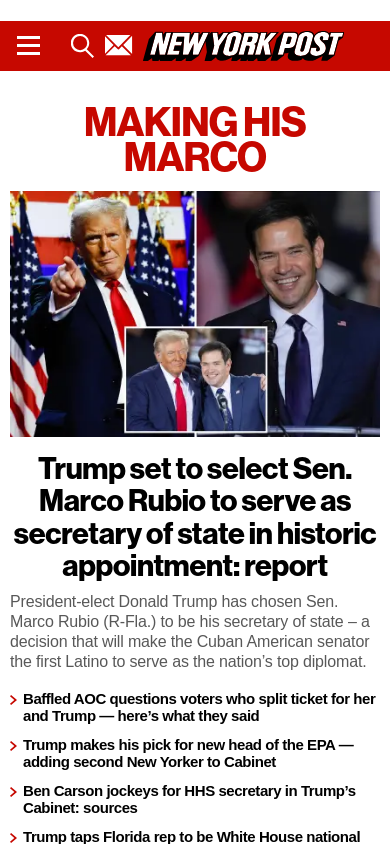 NEW YORK POST
MAKING HIS
MARCO
Trump set to select Sen.
Marco Rubio to serve as
secretary of state in historic
appointment: report
President-elect Donald Trump has chosen Sen.
Marco Rubio (R-Fla.) to be his secretary of state – a
decision that will make the Cuban American senator
the first Latino to serve as the nation’s top diplomat.
Baffled AOC questions voters who split ticket for her
and Trump — here’s what they said
Trump makes his pick for new head of the EPA —
adding second New Yorker to Cabinet
Ben Carson jockeys for HHS secretary in Trump’s
Cabinet: sources
Trump taps Florida rep to be White House national